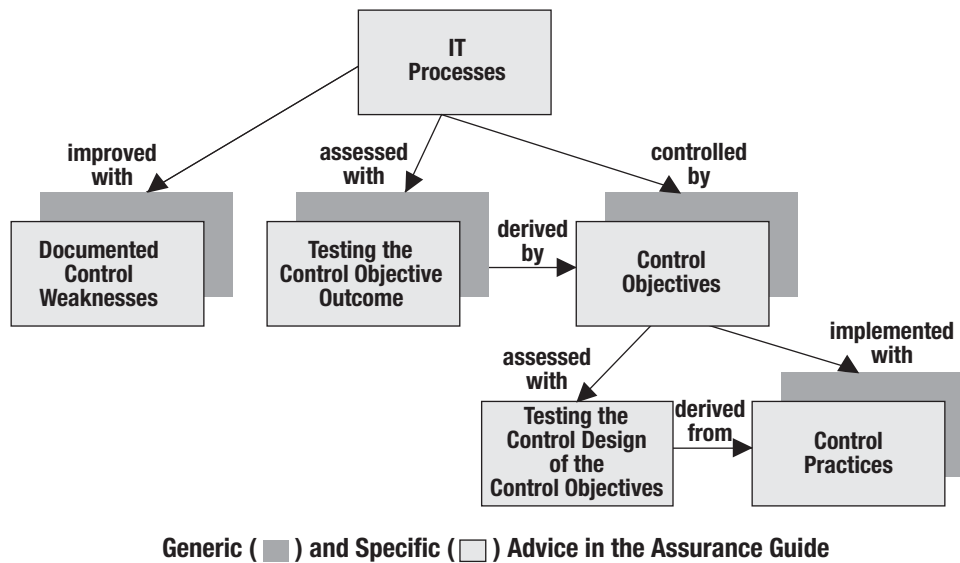 IT
Processes
improved
with
assessed
with
controlled
by
Documented
Control
Weaknesses
Testing the
Control Objective
Outcome
derived
by
Control
Objectives
assessed
with
implemented
with
Testing the
Control Design
of the
Control Objectives
derived
from
Control
Practices
Generic ( ) and Specific ( ) Advice in the Assurance Guide